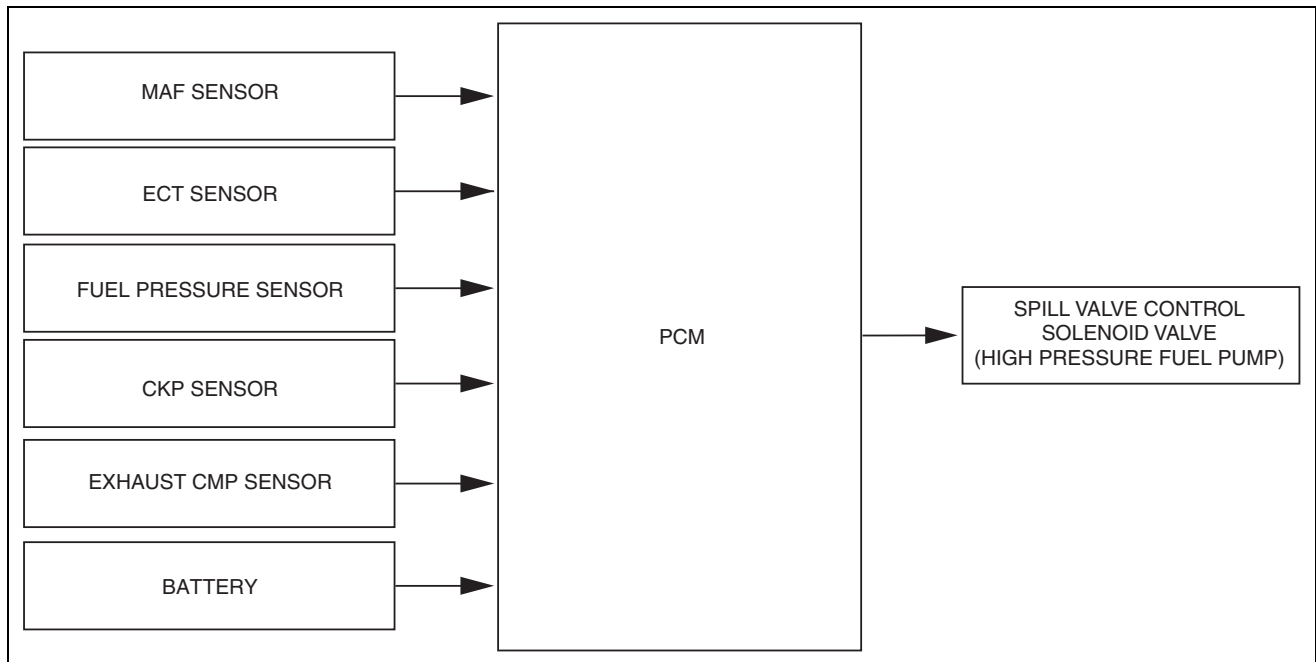 MAF SENSOR
ECT SENSOR
FUEL PRESSURE SENSOR
CKP SENSOR
EXHAUST CMP SENSOR
BATTERY
PCM
SPILL VALVE CONTROL
SOLENOID VALVE
(HIGH PRESSURE FUEL PUMP)